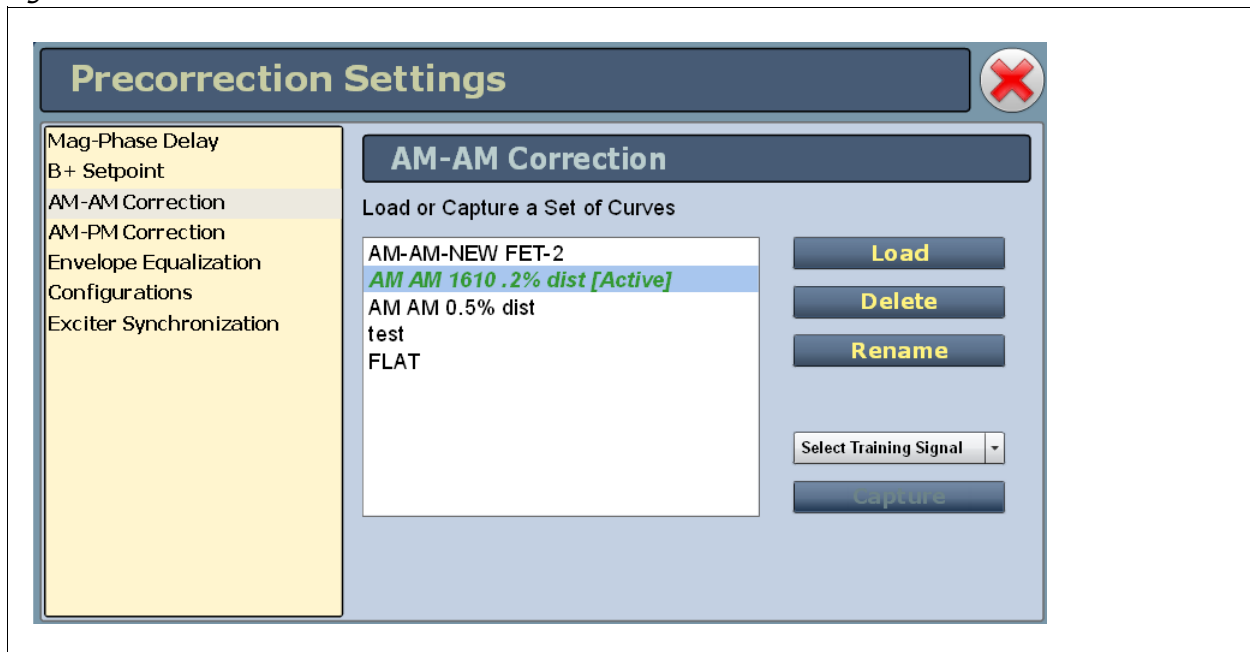 Precorrection Settings
Mag-Phase Delay
B+ Setpoint
AM-AM Correction
AM-PM Correction
Envelope Equalization
Configurations
Exciter Synchronization
AM-AM Correction
Load or Capture a Set of Curves
AM-AM-NEW FET-2
AM AM 1610 .2% dist [Active]
AM AM 0.5% dist
test
FLAT
Load
Delete
Rename
Select Training Signal
Capture